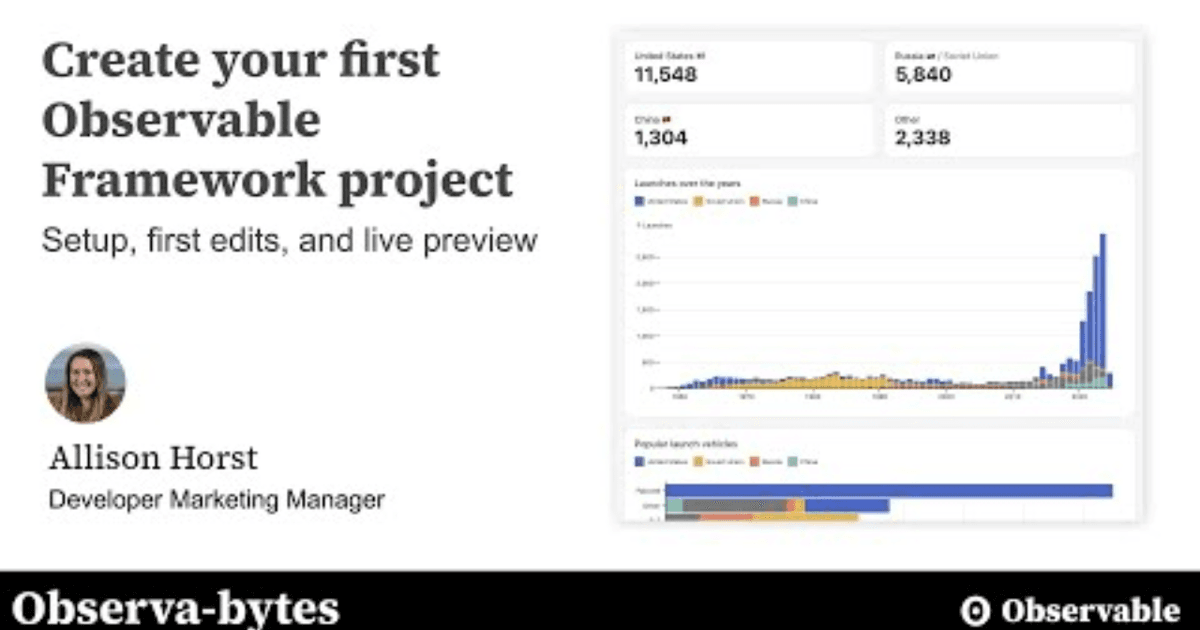 Create your first
Observable
Framework project
Setup, first edits, and live preview
Allison Horst
Developer Marketing Manager
United States
11,548
Russia / Soviet Union
5,840
China
1,304
Other
2,338
Launches over the years
United States Soviet Union Russia China
↑ Launches
Popular launch vehicles
United States Soviet Union Russia China
Observa-bytes
Observable